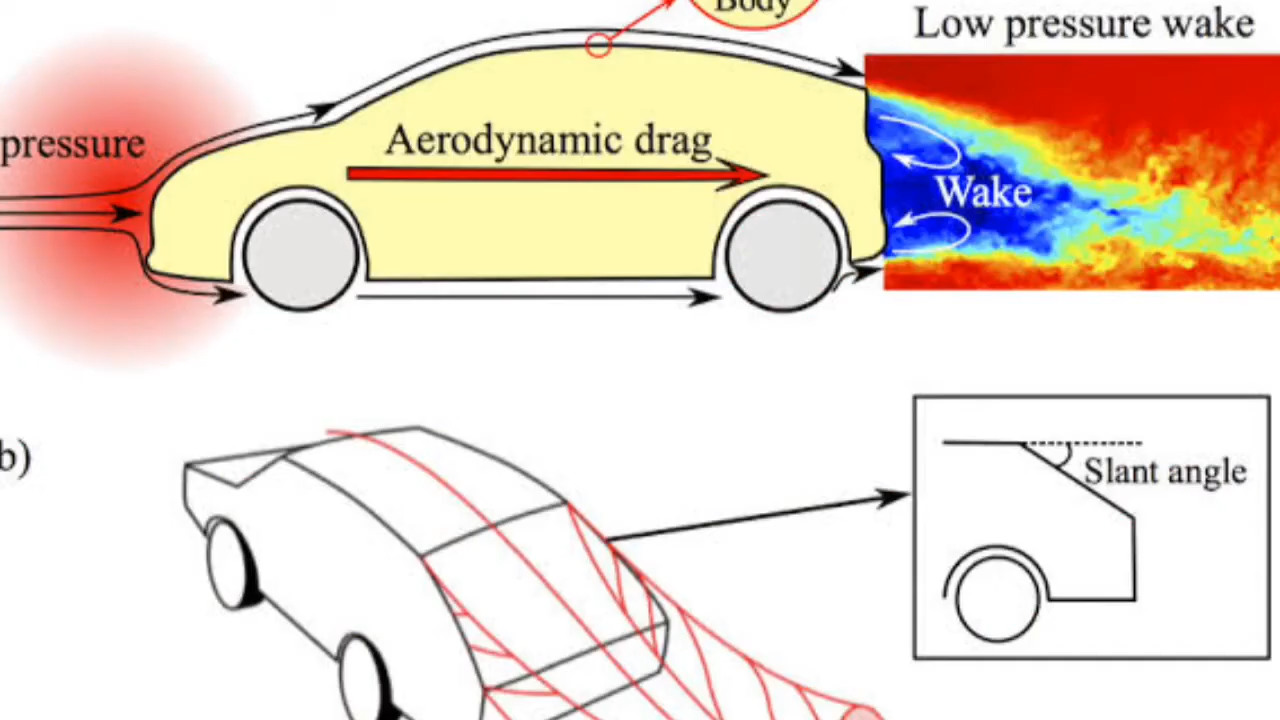 Body
Low pressure wake
pressure
Aerodynamic drag
Wake
b)
Slant angle